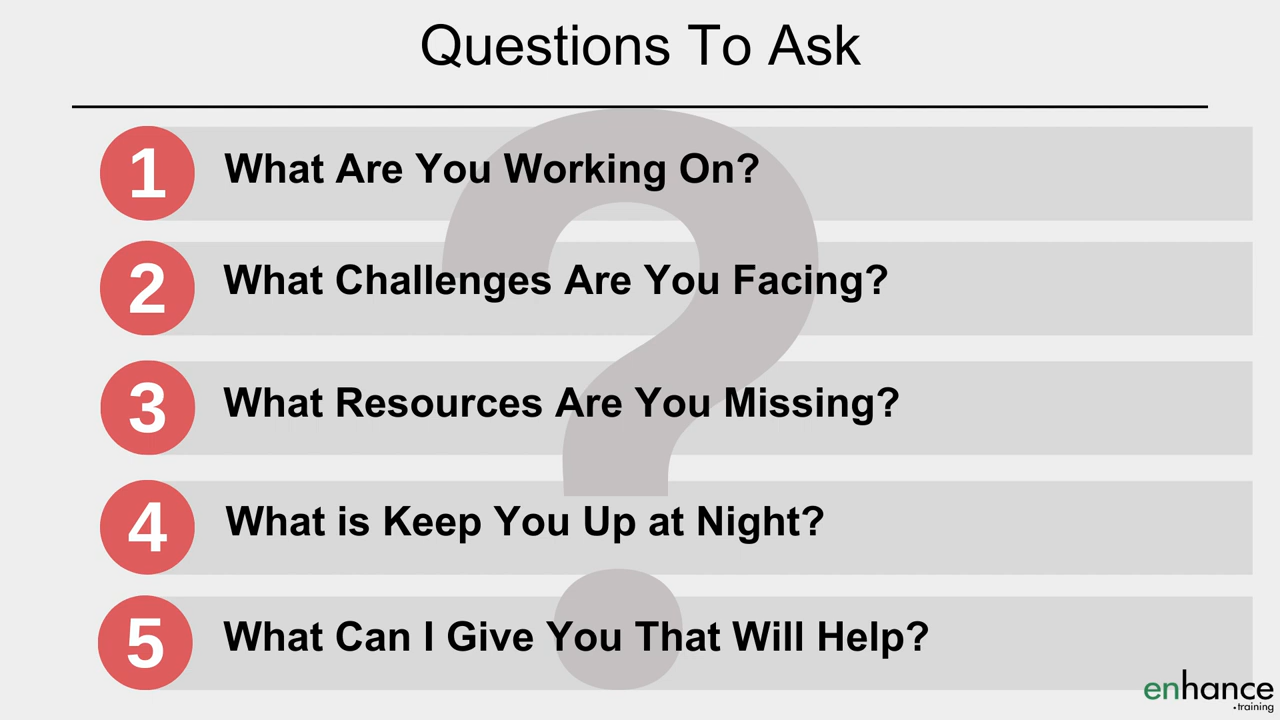 Questions To Ask
1 What Are You Working On?
2 What Challenges Are You Facing?
3 What Resources Are You Missing?
4 What is Keep You Up at Night?
5 What Can I Give You That Will Help?
?
enhance
.training